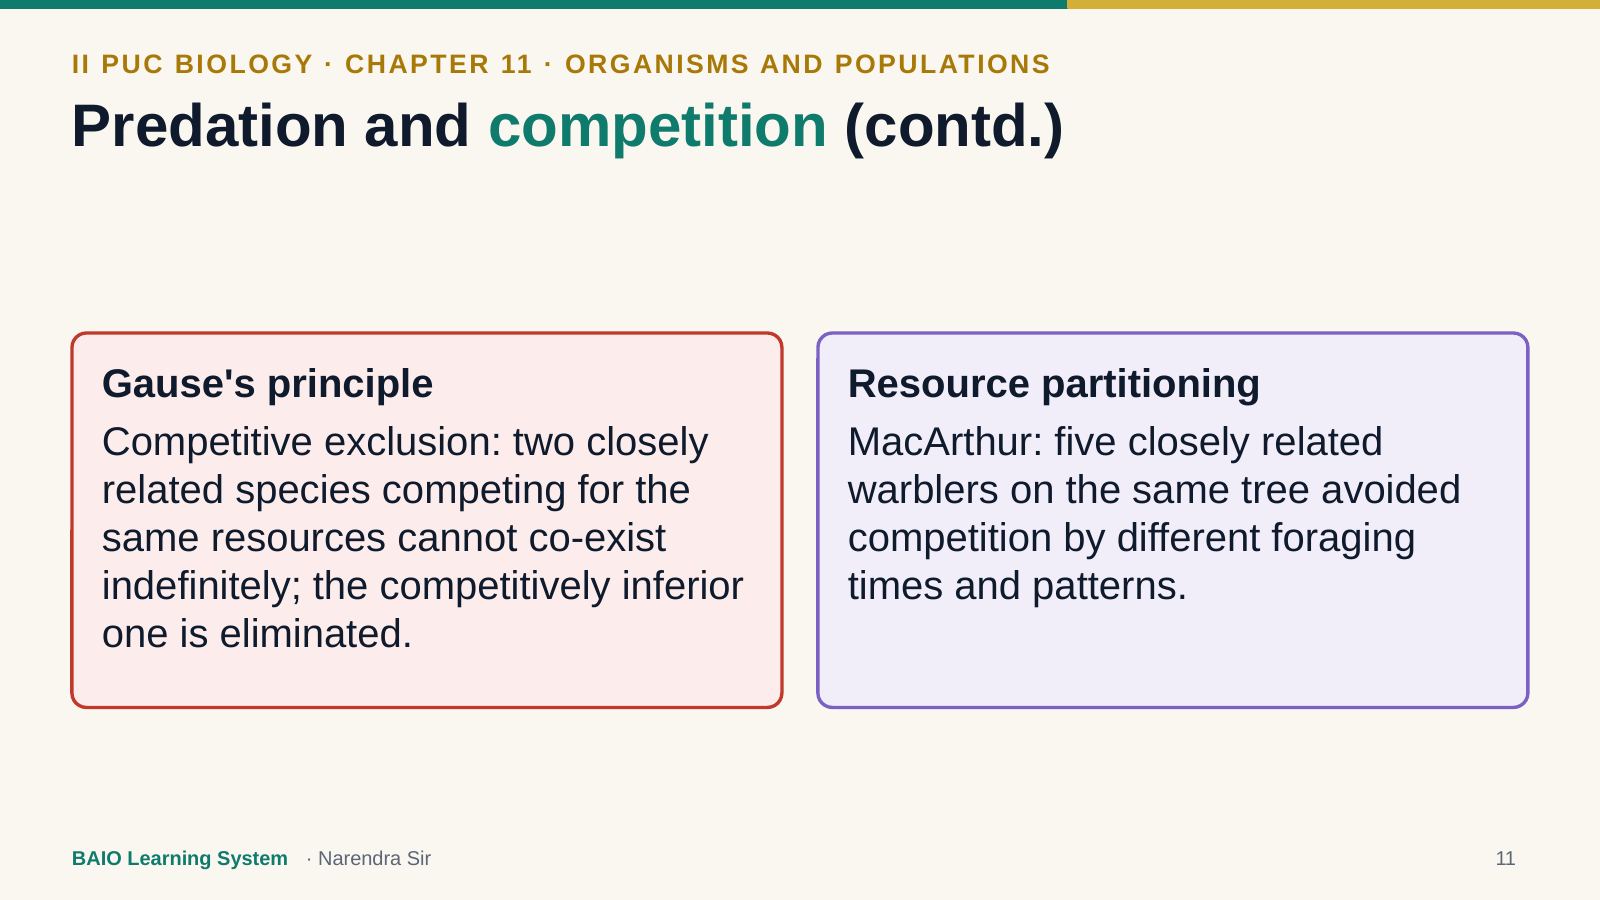 II PUC BIOLOGY · CHAPTER 11 · ORGANISMS AND POPULATIONS
Predation and competition (contd.)
Gause's principle
Competitive exclusion: two closely
related species competing for the
same resources cannot co-exist
indefinitely; the competitively inferior
one is eliminated.
Resource partitioning
MacArthur: five closely related
warblers on the same tree avoided
competition by different foraging
times and patterns.
BAIO Learning System · Narendra Sir
11